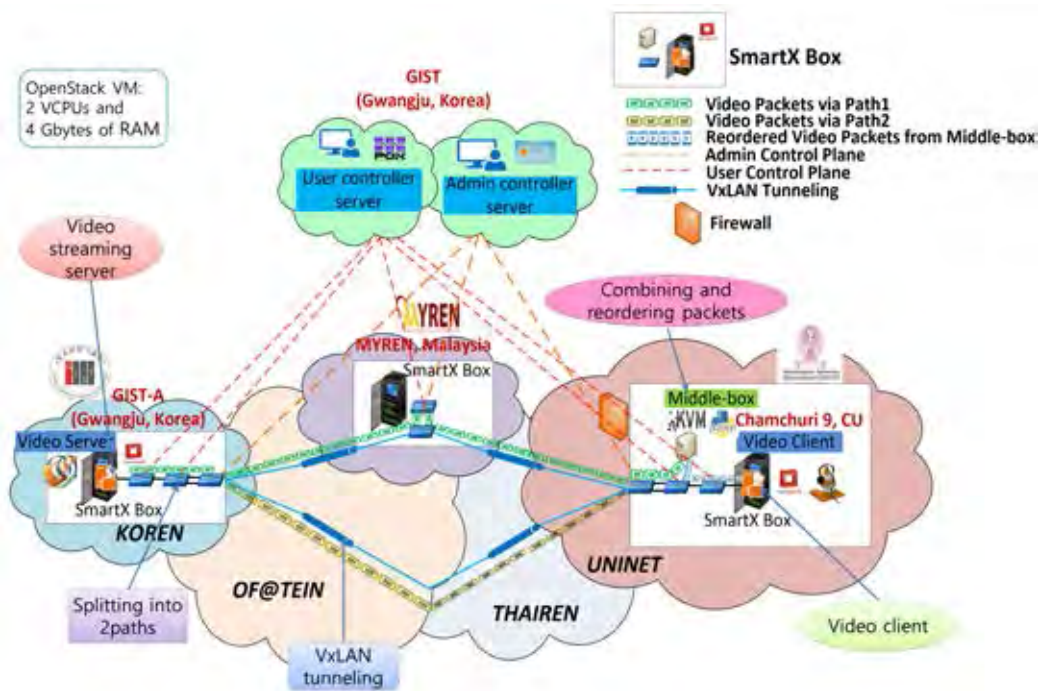 OpenStack VM:
2 VCPUs and
4 Gbytes of RAM
GIST
(Gwangju, Korea)
SmartX Box
Video Packets via Path1
Video Packets via Path2
Reordered Video Packets from Middle-box
Admin Control Plane
User Control Plane
VxLAN Tunneling
Firewall
POX
User controller
server
Admin controller
server
Video
streaming
server
Combining and
reordering packets
MYREN
MYREN, Malaysia
SmartX Box
GIST-A
(Gwangju, Korea)
Video Server
SmartX Box
KOREN
Middle-box
KVM
Chamchuri 9, CU
Video Client
SmartX Box
UNINET
OF@TEIN
THAIREN
Splitting into
2paths
VxLAN
tunneling
Video client